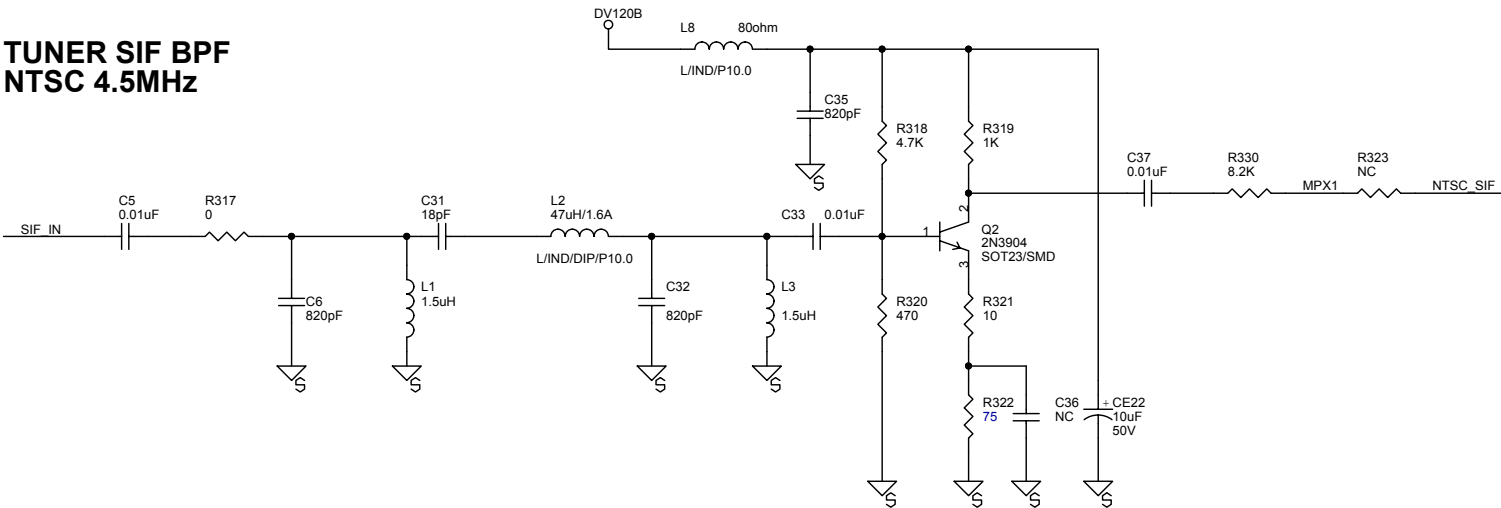 TUNER SIF BPF
NTSC 4.5MHz
DV120B
L8 80ohm
L/IND/P10.0
C35
820pF
R318
4.7K
R319
1K
C37
0.01uF
R330
8.2K
MPX1
R323
NC
NTSC_SIF
SIF_IN
C5
0.01uF
R317
0
C31
18pF
L2
47uH/1.6A
L/IND/DIP/P10.0
C33 0.01uF
1
2
3
Q2
2N3904
SOT23/SMD
C6
820pF
L1
1.5uH
C32
820pF
L3
1.5uH
R320
470
R321
10
R322
75
C36
NC
+ CE22
10uF
50V
S
S
S
S
S
S
S
S
S